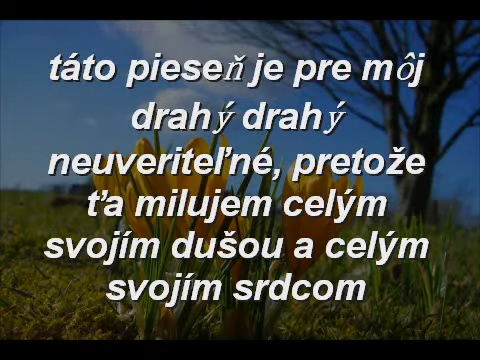 táto pieseň je pre môj
drahý drahý
neuveriteľné, pretože
ťa milujem celým
svojím dušou a celým
svojím srdcom